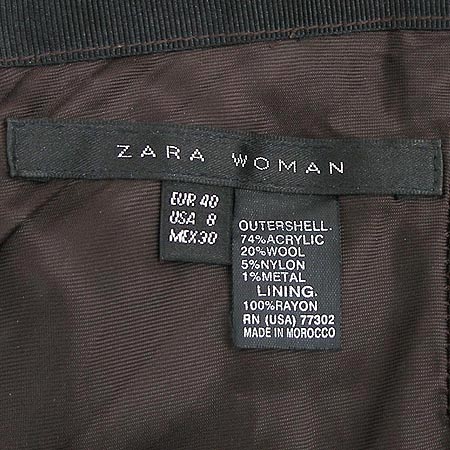 ZARA WOMAN
EUR 40
USA 8
MEX 30
OUTERSHELL.
74%ACRYLIC
20%WOOL
5%NYLON
1%METAL
LINING.
100%RAYON
RN (USA) 77302
MADE IN MOROCCO